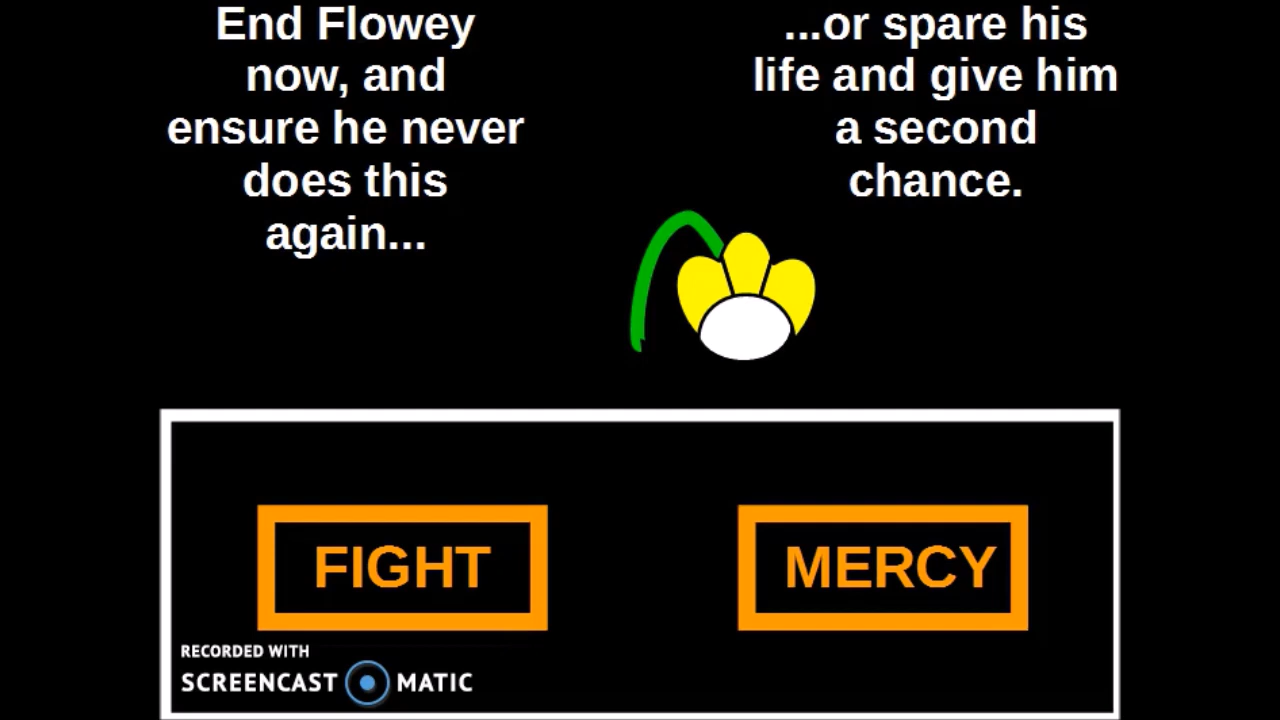 End Flowey
now, and
ensure he never
does this
again...
...or spare his
life and give him
a second
chance.
FIGHT
MERCY
RECORDED WITH
SCREENCAST MATIC